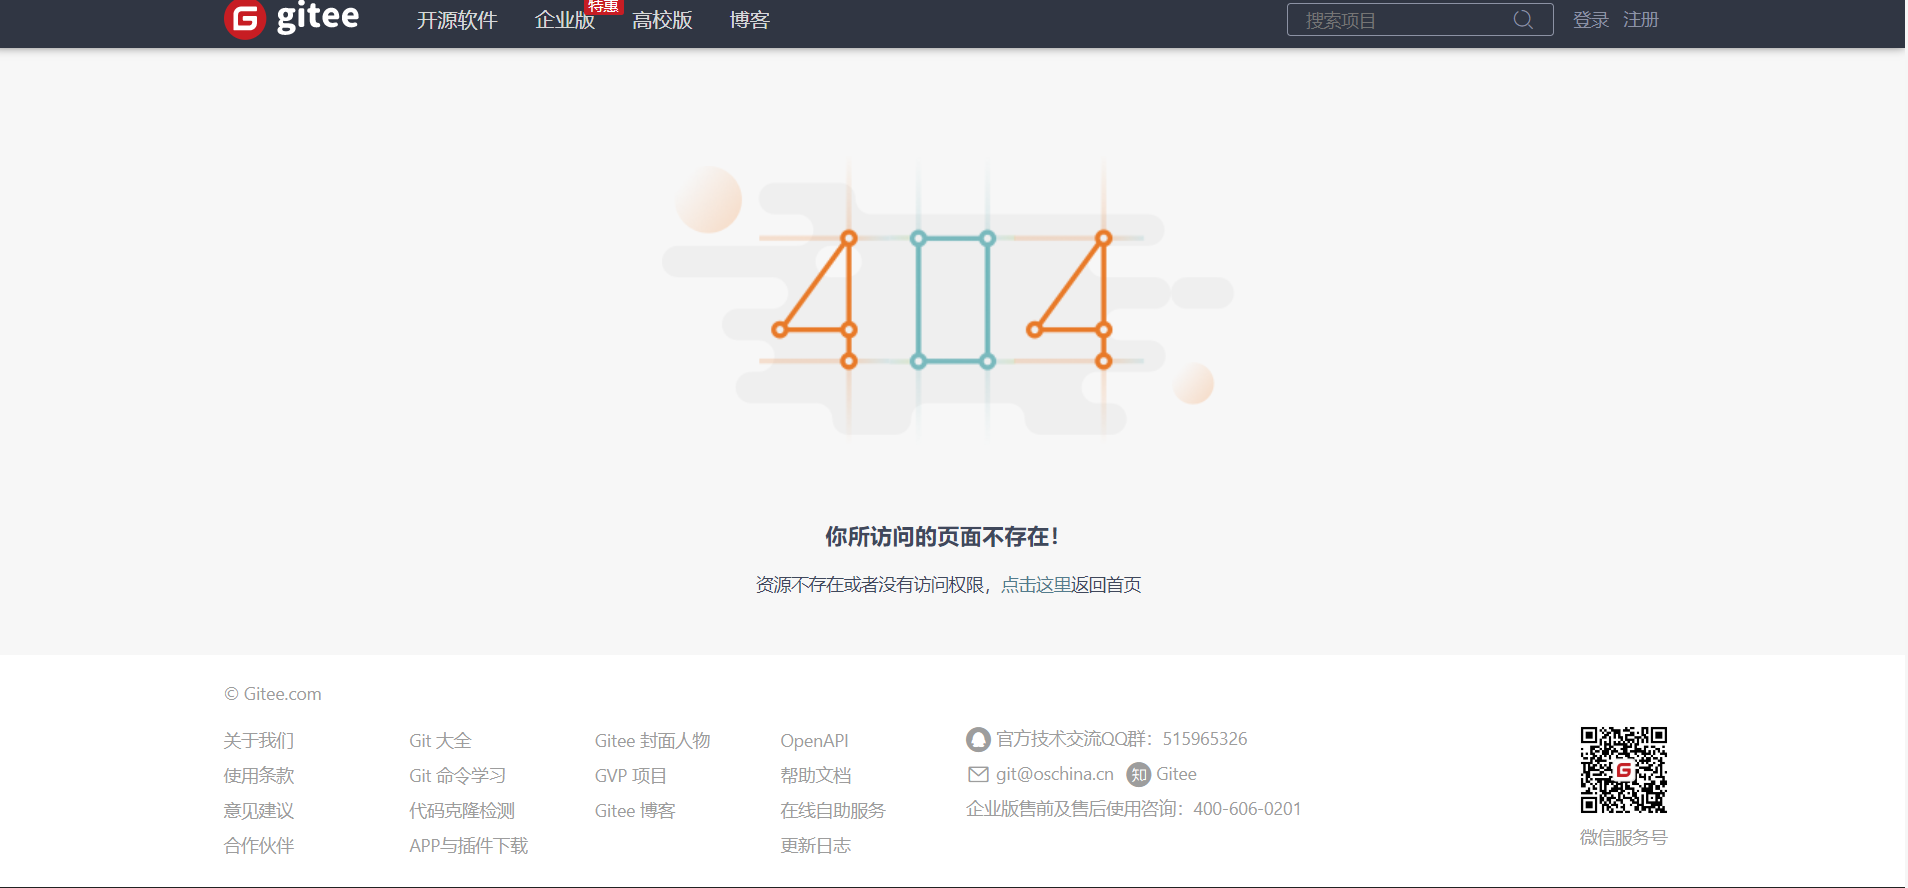 gitee 开源软件 企业版 特惠 高校版 博客 搜索项目 登录 注册
404
你所访问的页面不存在！
资源不存在或者没有访问权限，点击这里返回首页
© Gitee.com
关于我们 Git 大全 Gitee 封面人物 OpenAPI 官方技术交流QQ群：515965326
使用条款 Git 命令学习 GVP 项目 帮助文档 git@oschina.cn 知 Gitee
意见建议 代码克隆检测 Gitee 博客 在线自助服务 企业版售前及售后使用咨询：400-606-0201
合作伙伴 APP与插件下载 更新日志 微信服务号